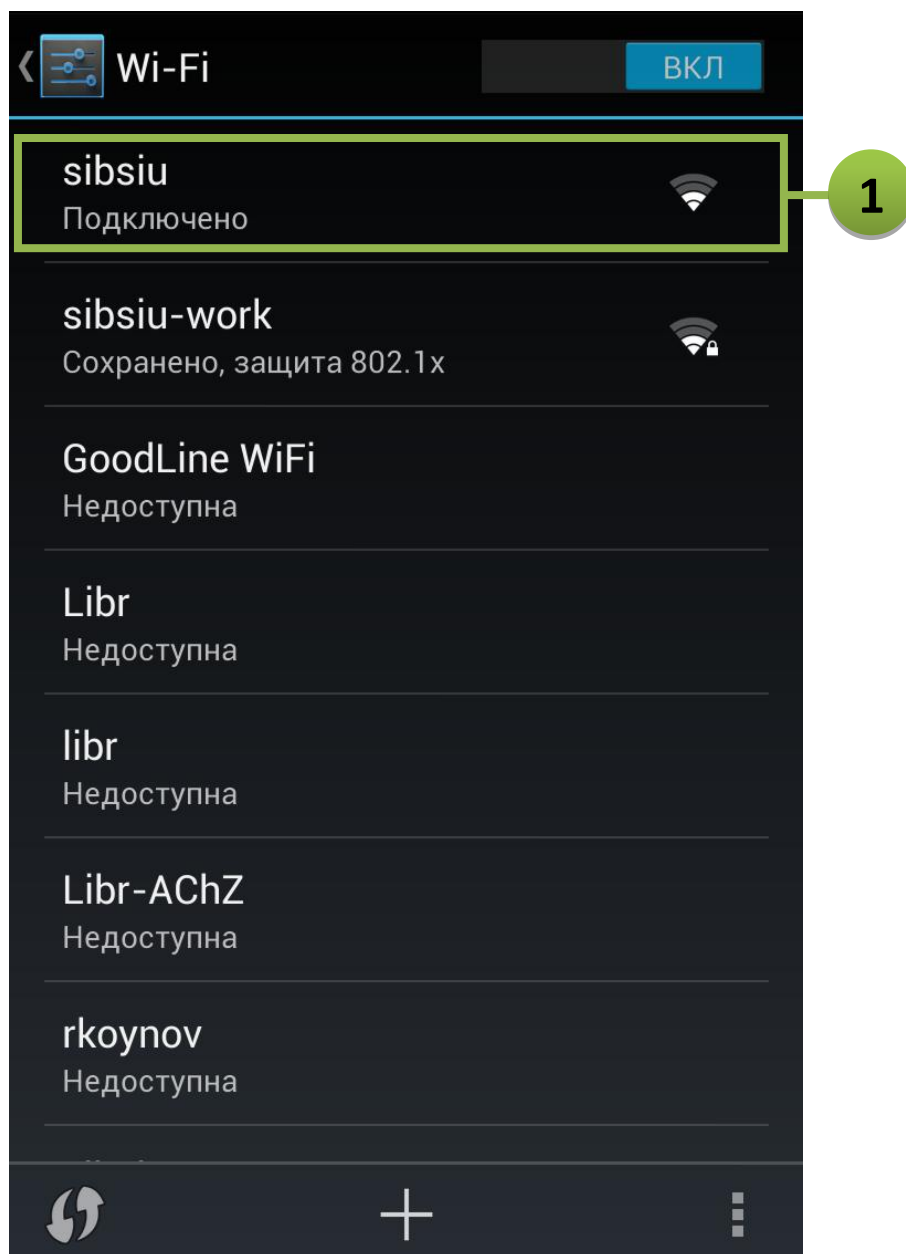 Wi-Fi
ВКЛ
sibsiu
Подключено
1
sibsiu-work
Сохранено, защита 802.1x
GoodLine WiFi
Недоступна
Libr
Недоступна
libr
Недоступна
Libr-AChZ
Недоступна
rkoynov
Недоступна